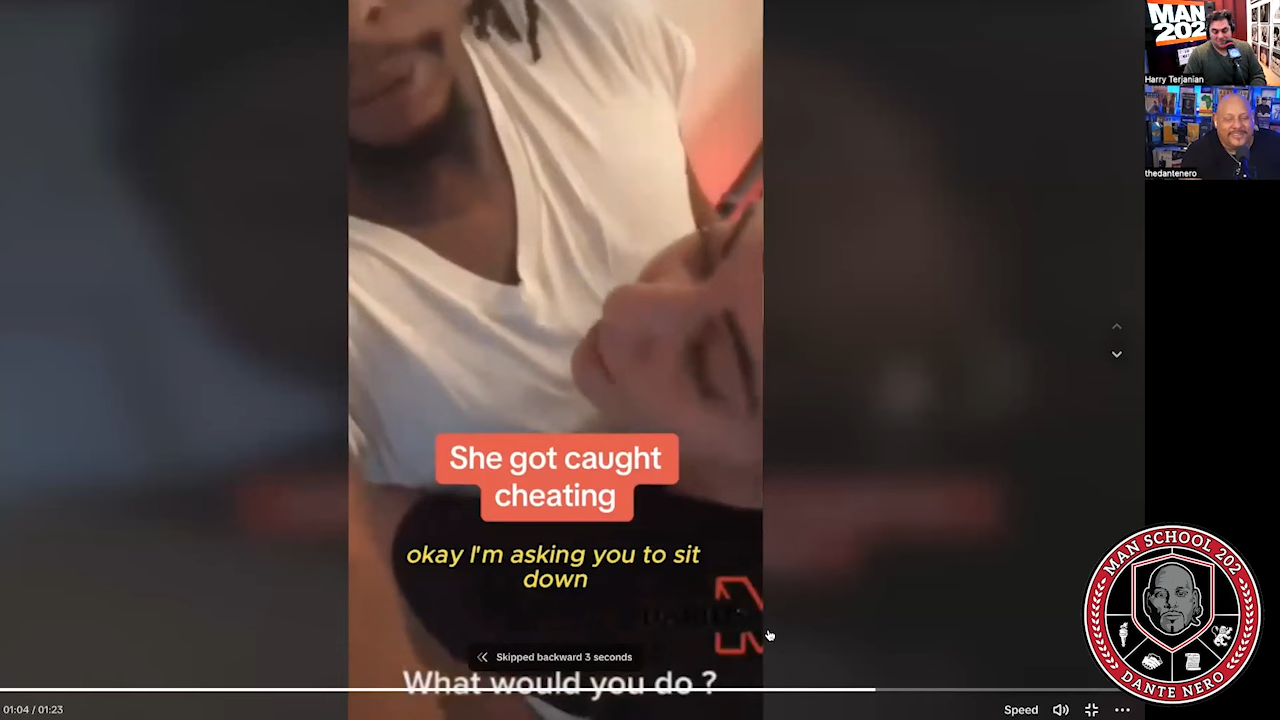 MAN
202
Harry Terjanian
thedantenero
She got caught
cheating
okay I'm asking you to sit
down
Skipped backward 3 seconds
What would you do ?
01:04 / 01:23
Speed
MAN SCHOOL 202
DANTE NERO